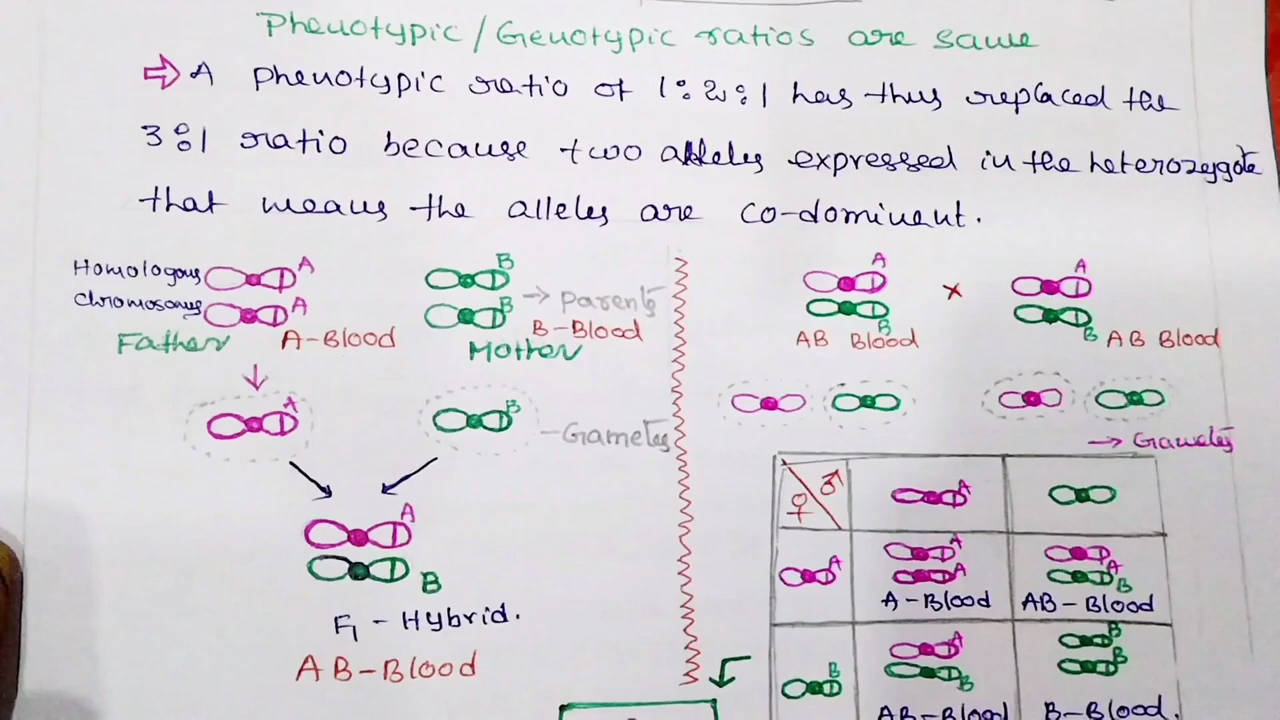 Phenotypic/Genotypic ratios are same
⇨ A Phenotypic ratio of 1:2:1 has thus replaced the
3:1 ratio because two alleles expressed in the heterozygote
that means the alleles are co-dominent.
Homologous A
chromosomes A
Father A-Blood
B
B → Parents
B-Blood
Mother
A
B - Gametes
A
B
F1 - Hybrid.
AB-Blood
A × A
B B
AB Blood AB Blood
→ Gametes
♀ ♂ A
A A A A B
A-Blood AB-Blood
B A B B B
AB-Blood B-Blood.